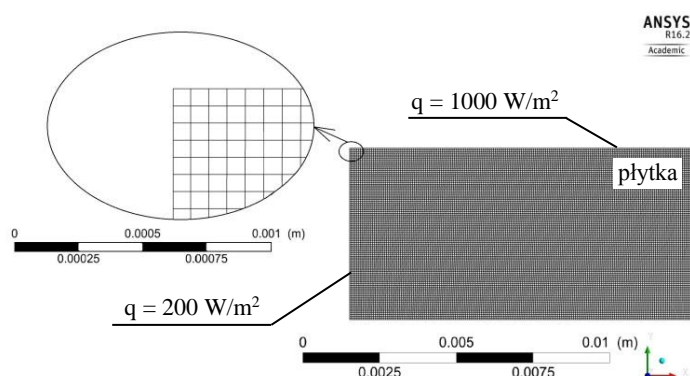 ANSYS
R16.2
Academic
q = 1000 W/m²
płytka
0 0.0005 0.001 (m)
0.00025 0.00075
q = 200 W/m²
0 0.005 0.01 (m)
0.0025 0.0075
Y
X